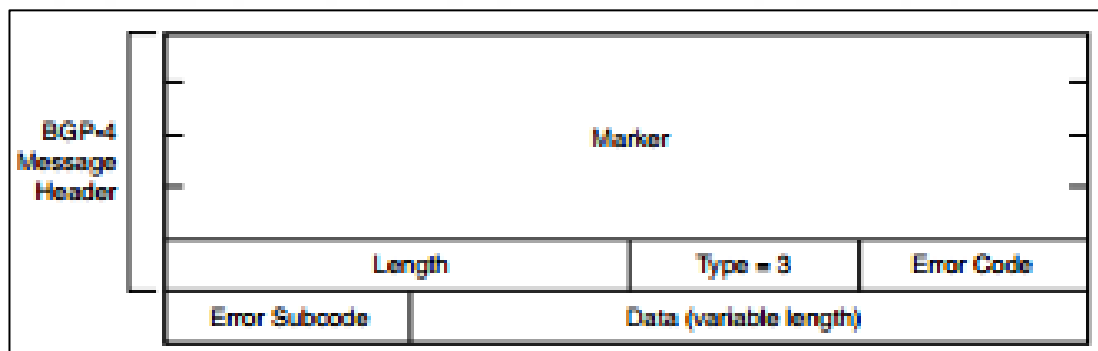 BGP-4
Message
Header
Marker
Length Type = 3 Error Code
Error Subcode Data (variable length)